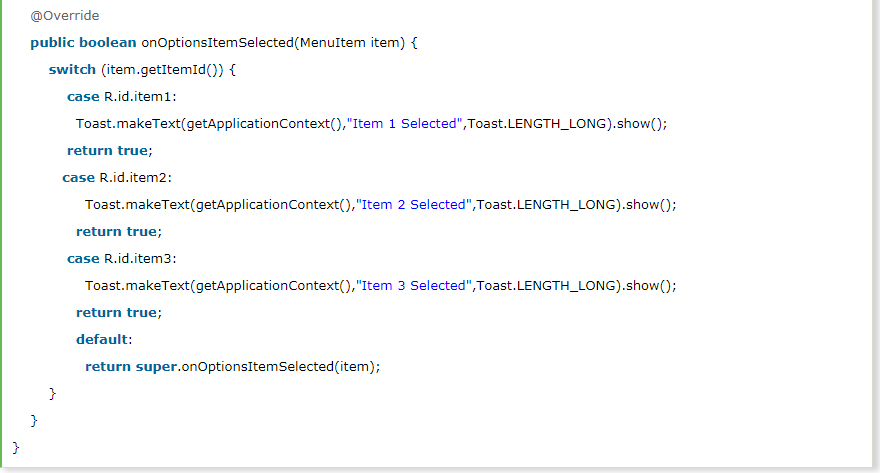 @Override
public boolean onOptionsItemSelected(MenuItem item) {
switch (item.getItemId()) {
case R.id.item1:
Toast.makeText(getApplicationContext(),"Item 1 Selected",Toast.LENGTH_LONG).show();
return true;
case R.id.item2:
Toast.makeText(getApplicationContext(),"Item 2 Selected",Toast.LENGTH_LONG).show();
return true;
case R.id.item3:
Toast.makeText(getApplicationContext(),"Item 3 Selected",Toast.LENGTH_LONG).show();
return true;
default:
return super.onOptionsItemSelected(item);
}
}
}